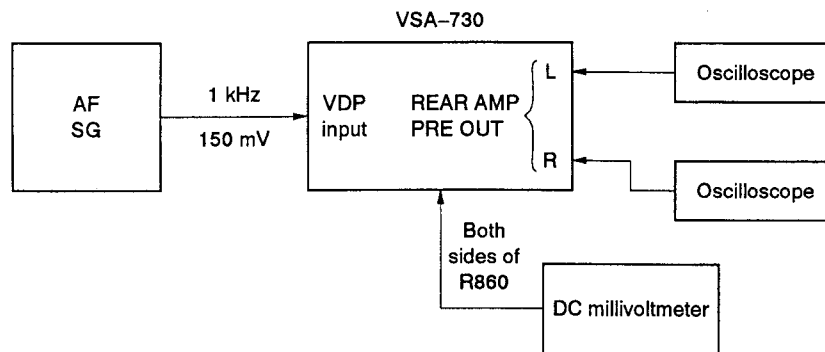 VSA–730
AF
SG
1 kHz
150 mV
VDP
input
REAR AMP
PRE OUT
L
R
Oscilloscope
Oscilloscope
Both
sides of
R860
DC millivoltmeter